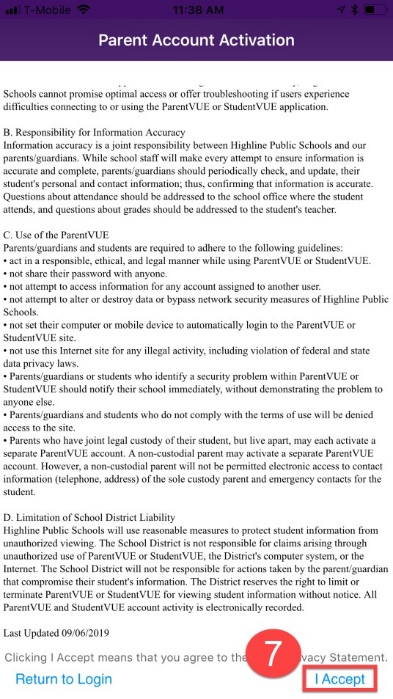 T-Mobile 11:38 AM
Parent Account Activation
Schools cannot promise optimal access or offer troubleshooting if users experience
difficulties connecting to or using the ParentVUE or StudentVUE application.
B. Responsibility for Information Accuracy
Information accuracy is a joint responsibility between Highline Public Schools and our
parents/guardians. While school staff will make every attempt to ensure information is
accurate and complete, parents/guardians should periodically check, and update, their
student's personal and contact information; thus, confirming that information is accurate.
Questions about attendance should be addressed to the school office where the student
attends, and questions about grades should be addressed to the student's teacher.
C. Use of the ParentVUE
Parents/guardians and students are required to adhere to the following guidelines:
• act in a responsible, ethical, and legal manner while using ParentVUE or StudentVUE.
• not share their password with anyone.
• not attempt to access information for any account assigned to another user.
• not attempt to alter or destroy data or bypass network security measures of Highline Public
Schools.
• not set their computer or mobile device to automatically login to the ParentVUE or
StudentVUE site.
• not use this Internet site for any illegal activity, including violation of federal and state
data privacy laws.
• Parents/guardians or students who identify a security problem within ParentVUE or
StudentVUE should notify their school immediately, without demonstrating the problem to
anyone else.
• Parents/guardians and students who do not comply with the terms of use will be denied
access to the site.
• Parents who have joint legal custody of their student, but live apart, may each activate a
separate ParentVUE account. A non-custodial parent may activate a separate ParentVUE
account. However, a non-custodial parent will not be permitted electronic access to contact
information (telephone, address) of the sole custody parent and emergency contacts for the
student.
D. Limitation of School District Liability
Highline Public Schools will use reasonable measures to protect student information from
unauthorized viewing. The School District is not responsible for claims arising through
unauthorized use of ParentVUE or StudentVUE, the District's computer system, or the
Internet. The School District will not be responsible for actions taken by the parent/guardian
that compromise their student's information. The District reserves the right to limit or
terminate ParentVUE or StudentVUE for viewing student information without notice. All
ParentVUE and StudentVUE account activity is electronically recorded.
Last Updated 09/06/2019
Clicking I Accept means that you agree to the 7 vacy Statement.
Return to Login I Accept